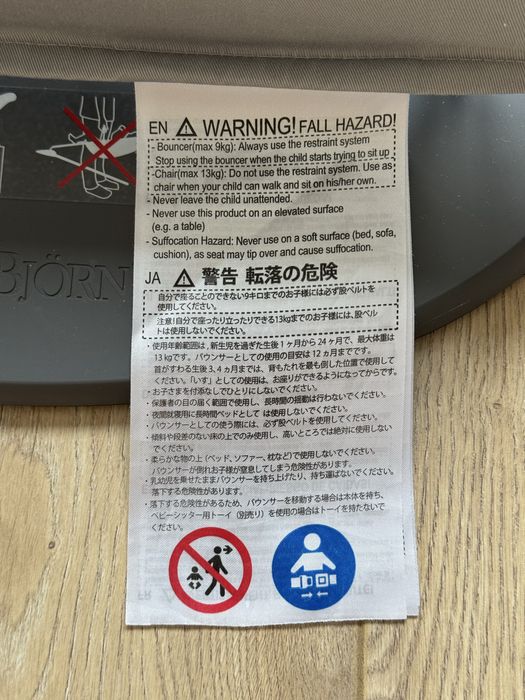 EN ⚠ WARNING! FALL HAZARD!
- Bouncer(max 9kg): Always use the restraint system
Stop using the bouncer when the child starts trying to sit up
-Chair(max 13kg): Do not use the restraint system. Use as
chair when your child can walk and sit on his/her own.
- Never leave the child unattended.
- Never use this product on an elevated surface
(e.g. a table)
- Suffocation Hazard: Never use on a soft surface (bed, sofa,
cushion), as seat may tip over and cause suffocation.
BJÖRN
JA ⚠ 警告 転落の危険
自分で座ることのできない9キロまでのお子様には必ず股ベルトを
使用してください。
注意!自分で座ったり立ったりできる13kgまでのお子様には、股ベル
トは使用しないでください。
・使用年齢範囲は、新生児を過ぎた生後1ヶ月から24ヶ月で、最大体重は
13kgです。バウンサーとしての使用の目安は12ヵ月までです。
首がすわる生後3,4ヵ月までは、背もたれを最も倒した位置で使用して
ください。「いす」としての使用は、お座りができるようになってからです。
・お子さまを付添なしでひとりにしないでください。
・保護者の目の届く範囲で使用し、長時間の揺動は行わないでください。
・夜間就寝用に長時間ベッドとして は使用しないでください。
・バウンサーとしての使う際には、必ず股ベルトを使用してください。
・傾斜や段差のない床の上でのみ使用し、高いところでは絶対に使用しない
でください。
・柔らかな物の上(ベッド、ソファー、枕など)で使用しないでください。
バウンサーが倒れお子様が窒息してしまう危険性があります。
・乳幼児を乗せたままバウンサーを持ち上げたり、持ち運ばないでください。
落下する危険性があります。
・落下する危険性があるため、バウンサーを移動する場合は本体を持ち、
ベビーシッター用トーイ(別売り)を使用の場合はトーイを持たないで
ください。